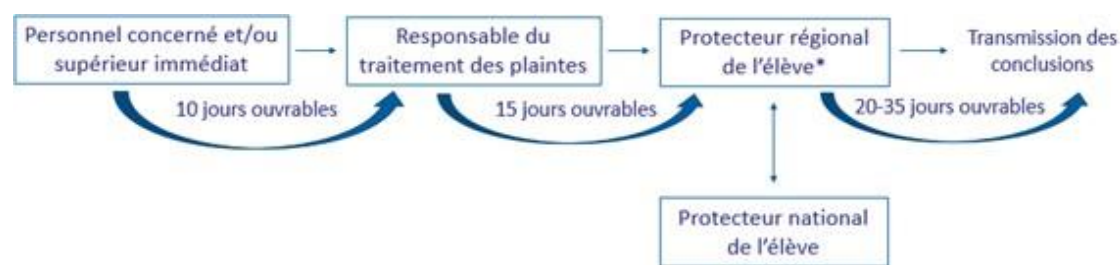 Personnel concerné et/ou
supérieur immédiat
Responsable du
traitement des plaintes
Protecteur régional
de l'élève*
Transmission des
conclusions
10 jours ouvrables
15 jours ouvrables
20-35 jours ouvrables
Protecteur national
de l'élève